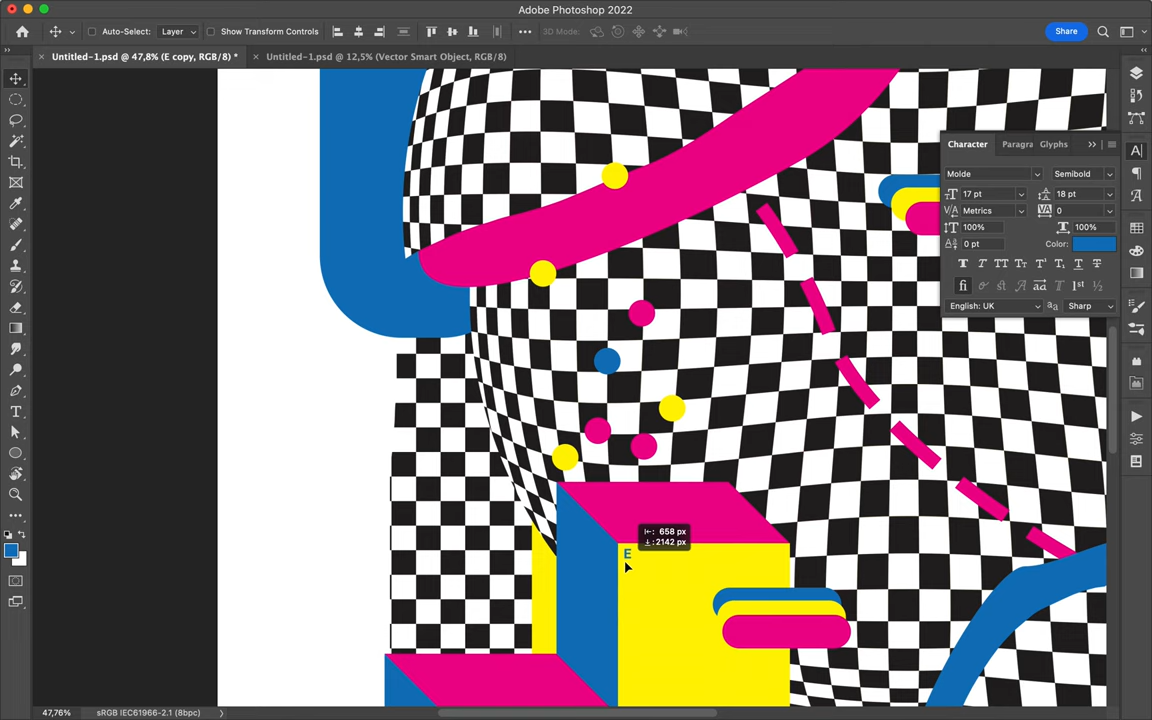 Adobe Photoshop 2022
Auto-Select:
Layer
Show Transform Controls
3D Mode:
Share
Untitled-1.psd @ 47,8% (E copy, RGB/8) *
Untitled-1.psd @ 12,5% (Vector Smart Object, RGB/8)
Character
Paragra
Glyphs
Molde
Semibold
17 pt
18 pt
Metrics
0
100%
100%
0 pt
Color:
English: UK
Sharp
658 px
2142 px
E
47,76%
sRGB IEC61966-2.1 (8bpc)